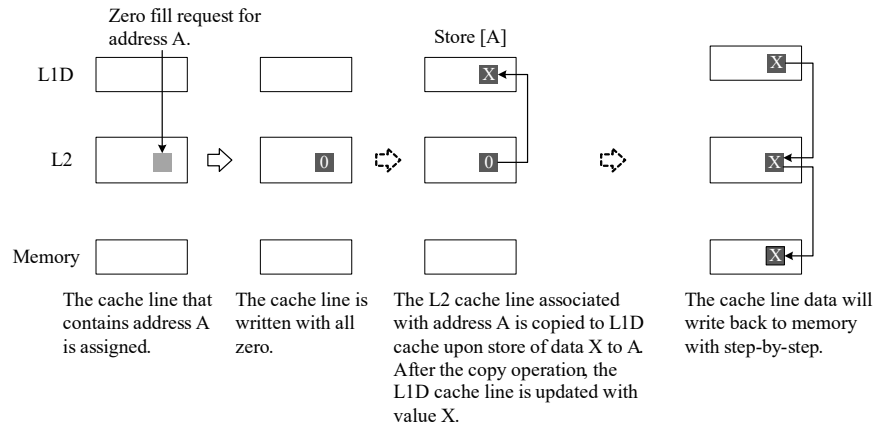 Zero fill request for
address A.
Store [A]
L1D
X
X
L2
0
0
X
Memory
X
The cache line that
contains address A
is assigned.
The cache line is
written with all
zero.
The L2 cache line associated
with address A is copied to L1D
cache upon store of data X to A.
After the copy operation, the
L1D cache line is updated with
value X.
The cache line data will
write back to memory
with step-by-step.